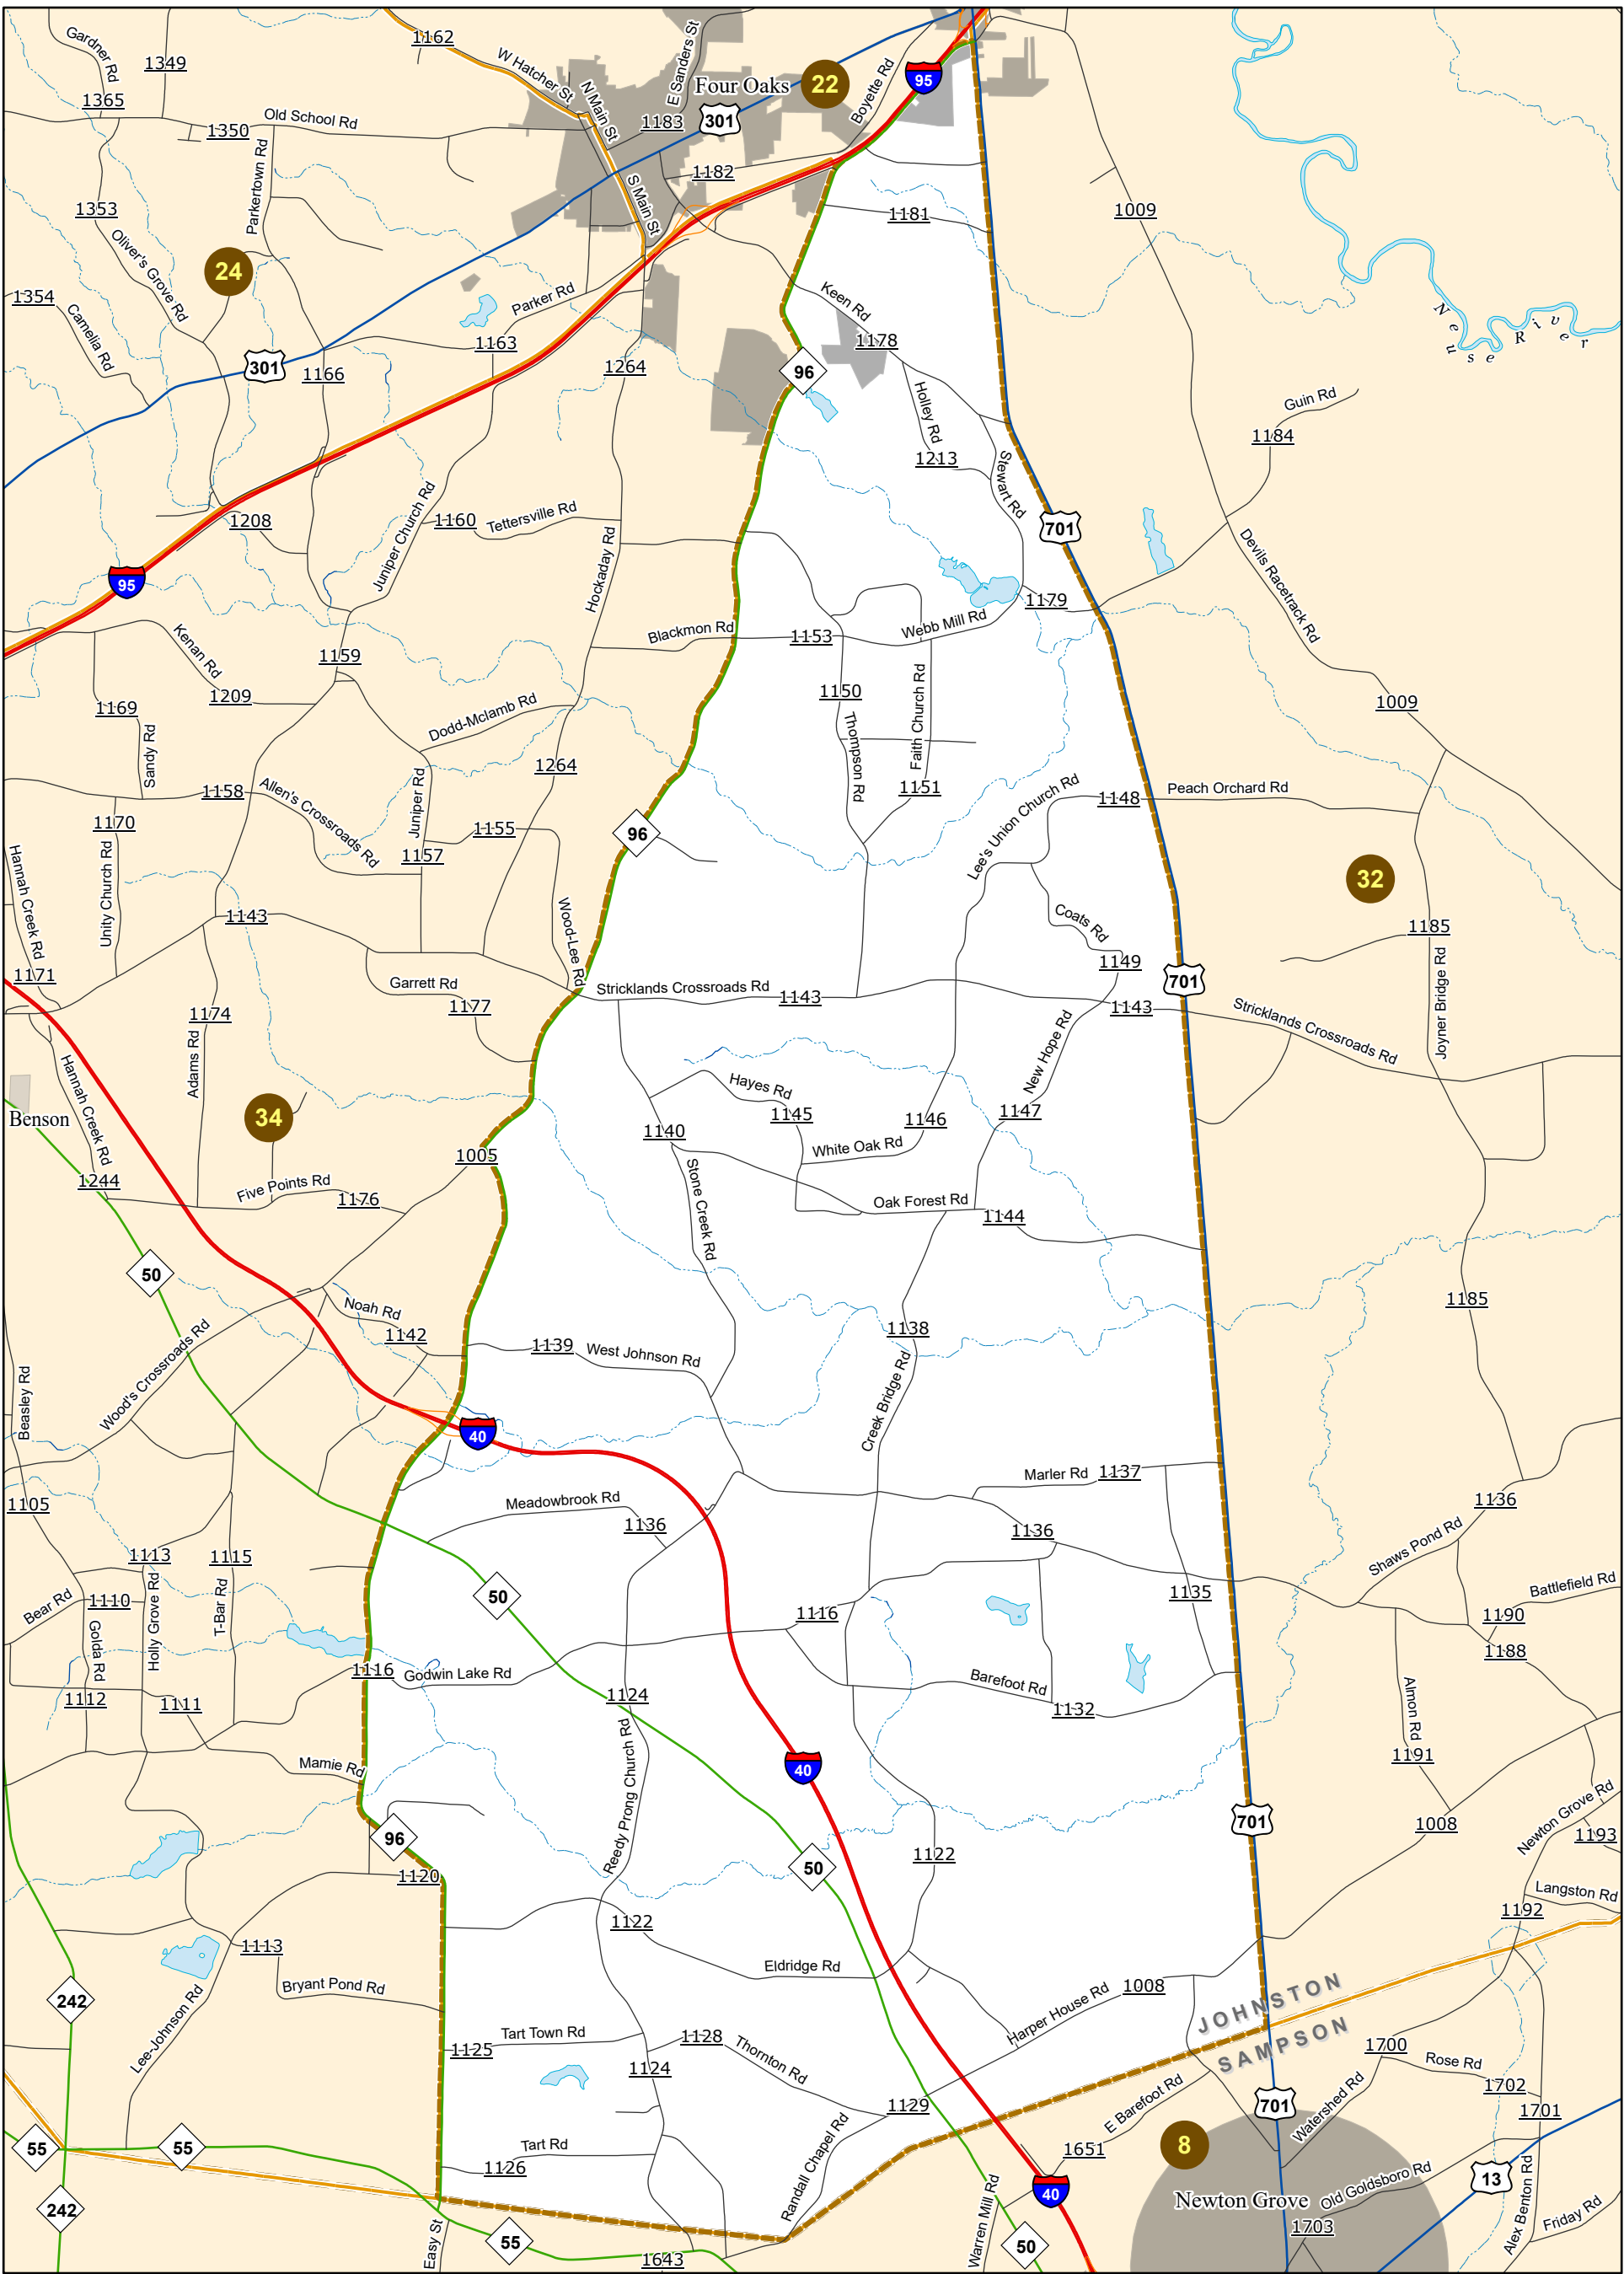 Gardner Rd
1349
1162
W Hatcher St
N Main St
E Sanders St
Four Oaks
22
Boyette Rd
95
1365
1350
Old School Rd
1183
301
1182
Parkertown Rd
S Main St
1353
Oliver's Grove Rd
1181
1009
24
1354
Camelia Rd
Parker Rd
Keen Rd
Neuse River
301
1166
1163
1264
96
1178
Holley Rd
Guin Rd
1184
1213
Stewart Rd
1208
1160
Tettersville Rd
Juniper Church Rd
Hockaday Rd
701
Devils Racetrack Rd
95
1179
Kenan Rd
1159
Blackmon Rd
1153
Webb Mill Rd
1209
1169
Sandy Rd
Dodd-Mclamb Rd
1150
Thompson Rd
Faith Church Rd
1009
1264
1158
Allen's Crossroads Rd
Juniper Rd
1151
Lee's Union Church Rd
1148
Peach Orchard Rd
1170
Unity Church Rd
1155
1157
96
Hannah Creek Rd
32
1143
Wood-Lee Rd
Coats Rd
1185
1149
1171
Garrett Rd
1177
Stricklands Crossroads Rd
1143
1143
701
Stricklands Crossroads Rd
Joyner Bridge Rd
1174
Adams Rd
Hannah Creek Rd
New Hope Rd
Hayes Rd
Benson
34
1145
1146
1147
1140
White Oak Rd
1005
1244
Five Points Rd
1176
Stone Creek Rd
Oak Forest Rd
1144
50
Noah Rd
1142
1185
1138
1139
West Johnson Rd
Wood's Crossroads Rd
Beasley Rd
Creek Bridge Rd
40
Marler Rd
1137
1105
Meadowbrook Rd
1136
1136
1136
Shaws Pond Rd
1113
1115
Bear Rd
1110
Golda Rd
Holly Grove Rd
T-Bar Rd
50
1116
1135
Battlefield Rd
1190
1188
1116
Godwin Lake Rd
Barefoot Rd
1132
1112
1111
1124
Almon Rd
1191
Mamie Rd
Reedy Prong Church Rd
40
96
701
1008
Newton Grove Rd
1193
50
1122
1120
Langston Rd
1192
1122
1113
Bryant Pond Rd
Eldridge Rd
242
Lee-Johnson Rd
1008
Harper House Rd
JOHNSTON
SAMPSON
1125
Tart Town Rd
1128
Thornton Rd
1124
1700
Rose Rd
1702
1701
1129
701
Watershed Rd
E Barefoot Rd
55
55
Tart Rd
1126
Randall Chapel Rd
1651
8
13
Old Goldsboro Rd
Newton Grove
40
242
Easy St
55
1643
Warren Mill Rd
50
1703
Alex Benton Rd
Friday Rd